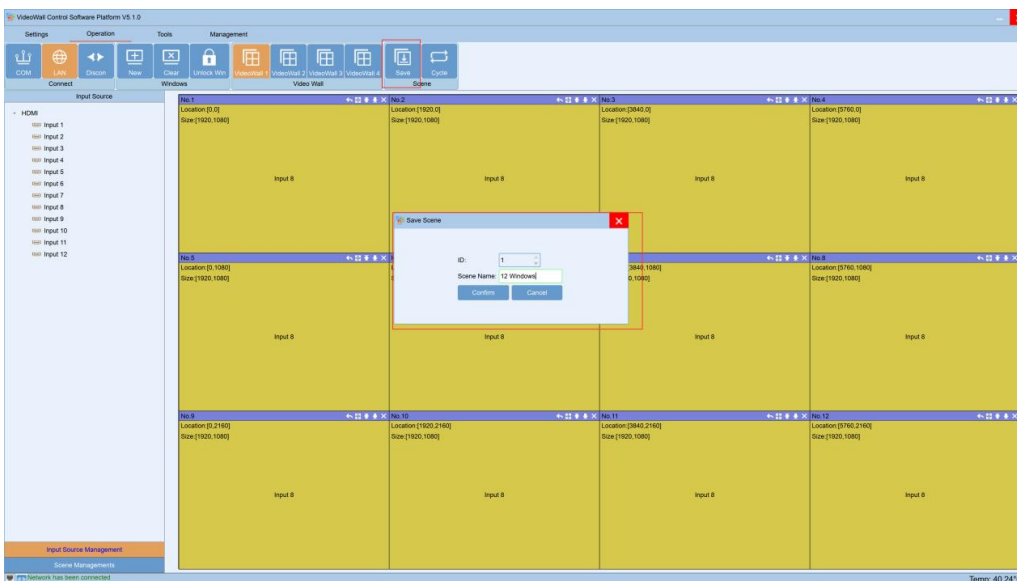 VideoWall Control Software Platform V5.1.0
Settings Operation Tools Management
COM LAN Discon New Clear Unlock Win VideoWall 1 VideoWall 2 VideoWall 3 VideoWall 4 Save Cycle
Connect Windows Video Wall Scene
Input Source
HDMI
Input 1
Input 2
Input 3
Input 4
Input 5
Input 6
Input 7
Input 8
Input 9
Input 10
Input 11
Input 12
No.1 No.2 No.3 No.4
Location:[0,0] Location:[1920,0] Location:[3840,0] Location:[5760,0]
Size:[1920,1080] Size:[1920,1080] Size:[1920,1080] Size:[1920,1080]
Input 8 Input 8 Input 8 Input 8
Save Scene
ID: 1
Scene Name: 12 Windows
Confirm Cancel
No.5 No.8
Location:[0,1080] Location:[5760,1080]
Size:[1920,1080] Size:[1920,1080]
Input 8 Input 8 Input 8 Input 8
No.9 No.10 No.11 No.12
Location:[0,2160] Location:[1920,2160] Location:[3840,2160] Location:[5760,2160]
Size:[1920,1080] Size:[1920,1080] Size:[1920,1080] Size:[1920,1080]
Input 8 Input 8 Input 8 Input 8
Input Source Management
Scene Managements
Network has been connected Temp: 40.24°